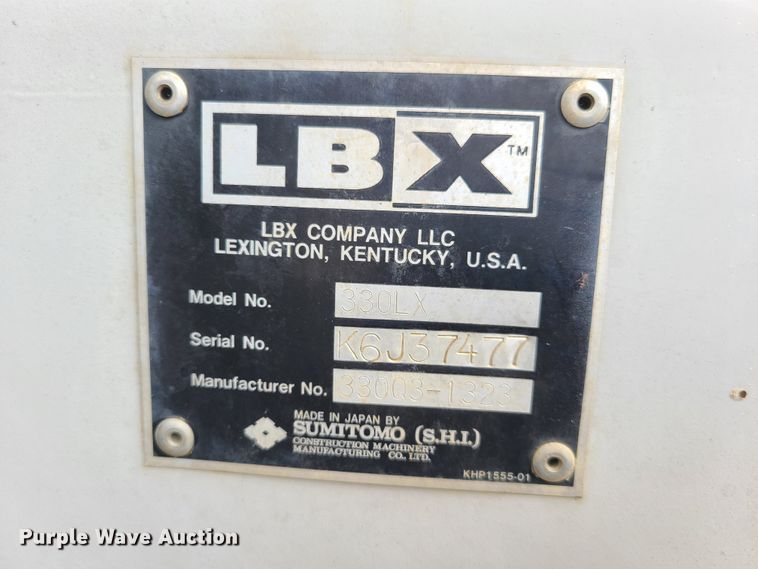 LBX™
LBX COMPANY LLC
LEXINGTON, KENTUCKY, U.S.A.
Model No. 330LX
Serial No. K6J37477
Manufacturer No. 330Q3-1323
MADE IN JAPAN BY
SUMITOMO (S.H.I.)
CONSTRUCTION MACHINERY
MANUFACTURING CO., LTD.
KHP1555-01
Purple Wave Auction